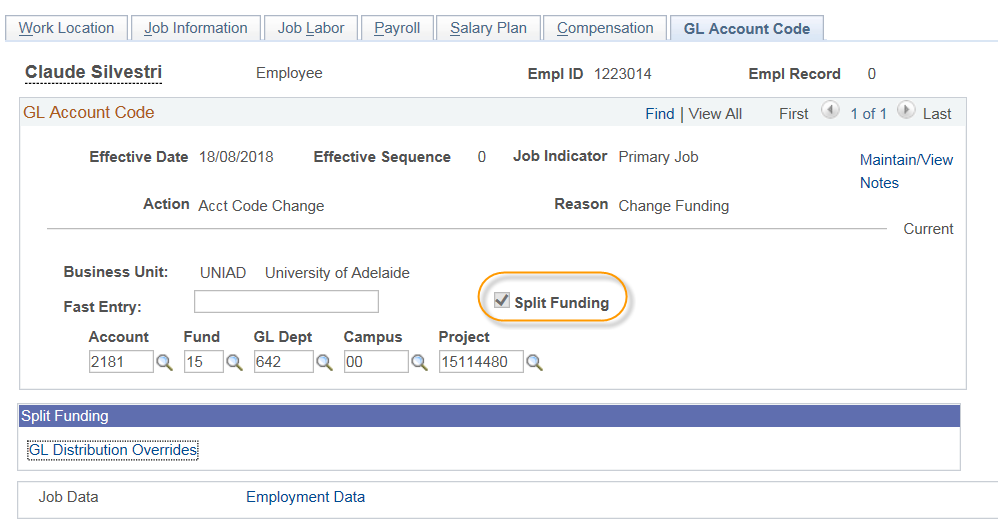 Work Location Job Information Job Labor Payroll Salary Plan Compensation GL Account Code
Claude Silvestri Employee Empl ID 1223014 Empl Record 0
GL Account Code Find | View All First 1 of 1 Last
Effective Date 18/08/2018 Effective Sequence 0 Job Indicator Primary Job Maintain/View
Notes
Action Acct Code Change Reason Change Funding
Current
Business Unit: UNIAD University of Adelaide
Fast Entry: Split Funding
Account Fund GL Dept Campus Project
2181 15 642 00 15114480
Split Funding
GL Distribution Overrides
Job Data Employment Data